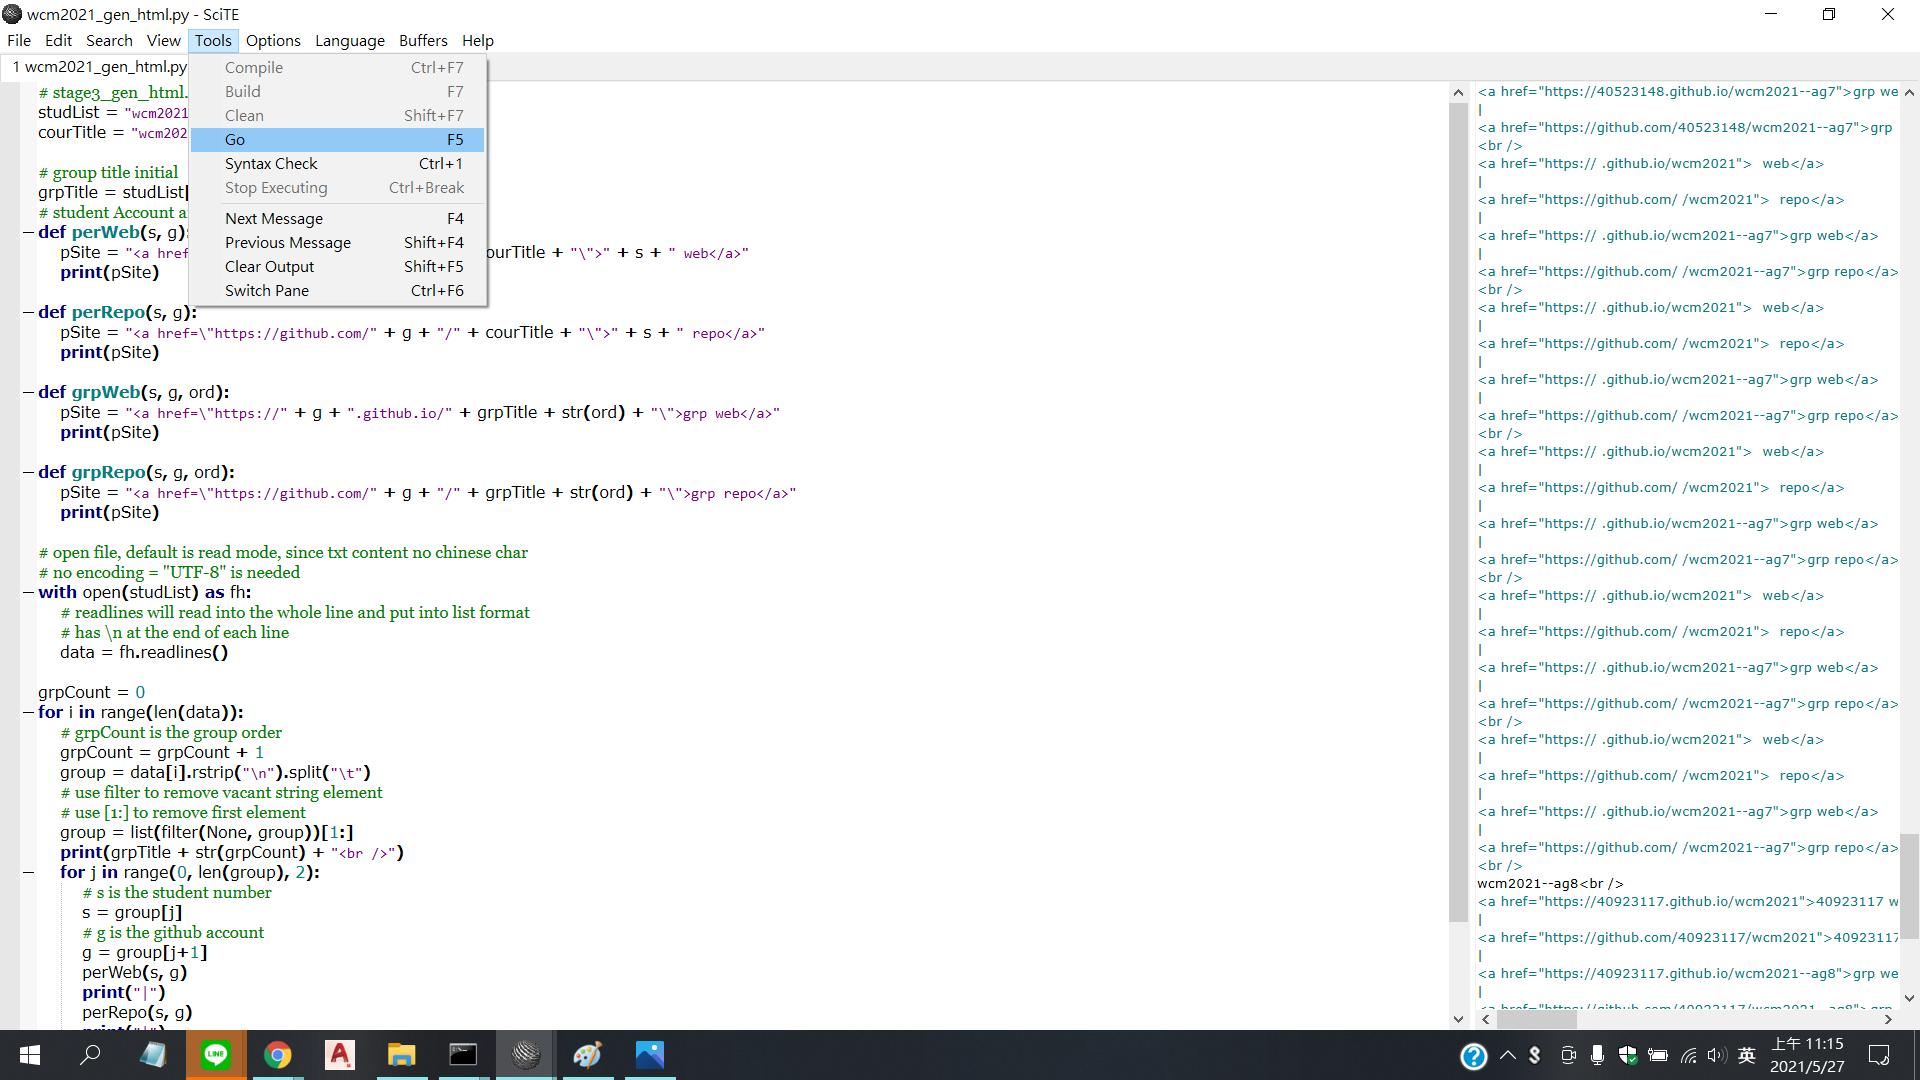 wcm2021_gen_html.py - SciTE
File Edit Search View Tools Options Language Buffers Help
1 wcm2021_gen_html.py
Compile Ctrl+F7
Build F7
Clean Shift+F7
Go F5
Syntax Check Ctrl+1
Stop Executing Ctrl+Break
Next Message F4
Previous Message Shift+F4
Clear Output Shift+F5
Switch Pane Ctrl+F6
# stage3_gen_html.
studList = "wcm2021
courTitle = "wcm202
# group title initial
grpTitle = studList[
# student Account a
def perWeb(s, g):
pSite = "<a href ourTitle + "\">" + s + " web</a>"
print(pSite)
def perRepo(s, g):
pSite = "<a href=\"https://github.com/" + g + "/" + courTitle + "\">" + s + " repo</a>"
print(pSite)
def grpWeb(s, g, ord):
pSite = "<a href=\"https://" + g + ".github.io/" + grpTitle + str(ord) + "\">grp web</a>"
print(pSite)
def grpRepo(s, g, ord):
pSite = "<a href=\"https://github.com/" + g + "/" + grpTitle + str(ord) + "\">grp repo</a>"
print(pSite)
# open file, default is read mode, since txt content no chinese char
# no encoding = "UTF-8" is needed
with open(studList) as fh:
# readlines will read into the whole line and put into list format
# has \n at the end of each line
data = fh.readlines()
grpCount = 0
for i in range(len(data)):
# grpCount is the group order
grpCount = grpCount + 1
group = data[i].rstrip("\n").split("\t")
# use filter to remove vacant string element
# use [1:] to remove first element
group = list(filter(None, group))[1:]
print(grpTitle + str(grpCount) + "<br />")
for j in range(0, len(group), 2):
# s is the student number
s = group[j]
# g is the github account
g = group[j+1]
perWeb(s, g)
print("|")
perRepo(s, g)
print("|")
<a href="https://40523148.github.io/wcm2021--ag7">grp we
|
<a href="https://github.com/40523148/wcm2021--ag7">grp
<br />
<a href="https:// .github.io/wcm2021"> web</a>
|
<a href="https://github.com/ /wcm2021"> repo</a>
|
<a href="https:// .github.io/wcm2021--ag7">grp web</a>
|
<a href="https://github.com/ /wcm2021--ag7">grp repo</a>
<br />
<a href="https:// .github.io/wcm2021"> web</a>
|
<a href="https://github.com/ /wcm2021"> repo</a>
|
<a href="https:// .github.io/wcm2021--ag7">grp web</a>
|
<a href="https://github.com/ /wcm2021--ag7">grp repo</a>
<br />
<a href="https:// .github.io/wcm2021"> web</a>
|
<a href="https://github.com/ /wcm2021"> repo</a>
|
<a href="https:// .github.io/wcm2021--ag7">grp web</a>
|
<a href="https://github.com/ /wcm2021--ag7">grp repo</a>
<br />
<a href="https:// .github.io/wcm2021"> web</a>
|
<a href="https://github.com/ /wcm2021"> repo</a>
|
<a href="https:// .github.io/wcm2021--ag7">grp web</a>
|
<a href="https://github.com/ /wcm2021--ag7">grp repo</a>
<br />
<a href="https:// .github.io/wcm2021"> web</a>
|
<a href="https://github.com/ /wcm2021"> repo</a>
|
<a href="https:// .github.io/wcm2021--ag7">grp web</a>
|
<a href="https://github.com/ /wcm2021--ag7">grp repo</a>
<br />
wcm2021--ag8<br />
<a href="https://40923117.github.io/wcm2021">40923117 w
|
<a href="https://github.com/40923117/wcm2021">40923117
|
<a href="https://40923117.github.io/wcm2021--ag8">grp we
|
<a href="https://github.com/40923117/wcm2021--ag8">grp
LINE
英
上午 11:15
2021/5/27